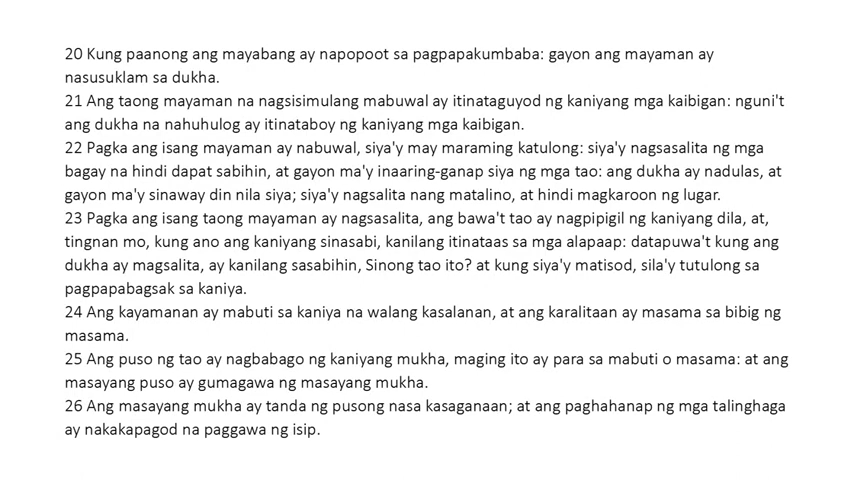 20 Kung paanong ang mayabang ay napopoot sa pagpapakumbaba: gayon ang mayaman ay
nasusuklam sa dukha.
21 Ang taong mayaman na nagsisimulang mabuwal ay itinataguyod ng kaniyang mga kaibigan: nguni't
ang dukha na nahuhulog ay itinataboy ng kaniyang mga kaibigan.
22 Pagka ang isang mayaman ay nabuwal, siya'y may maraming katulong: siya'y nagsasalita ng mga
bagay na hindi dapat sabihin, at gayon ma'y inaaring-ganap siya ng mga tao: ang dukha ay nadulas, at
gayon ma'y sinaway din nila siya; siya'y nagsalita nang matalino, at hindi magkaroon ng lugar.
23 Pagka ang isang taong mayaman ay nagsasalita, ang bawa't tao ay nagpipigil ng kaniyang dila, at,
tingnan mo, kung ano ang kaniyang sinasabi, kanilang itinataas sa mga alapaap: datapuwa't kung ang
dukha ay magsalita, ay kanilang sasabihin, Sinong tao ito? at kung siya'y matisod, sila'y tutulong sa
pagpapabagsak sa kaniya.
24 Ang kayamanan ay mabuti sa kaniya na walang kasalanan, at ang karalitaan ay masama sa bibig ng
masama.
25 Ang puso ng tao ay nagbabago ng kaniyang mukha, maging ito ay para sa mabuti o masama: at ang
masayang puso ay gumagawa ng masayang mukha.
26 Ang masayang mukha ay tanda ng pusong nasa kasaganaan; at ang paghahanap ng mga talinghaga
ay nakakapagod na paggawa ng isip.